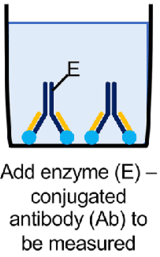 E
Add enzyme (E) –
conjugated
antibody (Ab) to
be measured